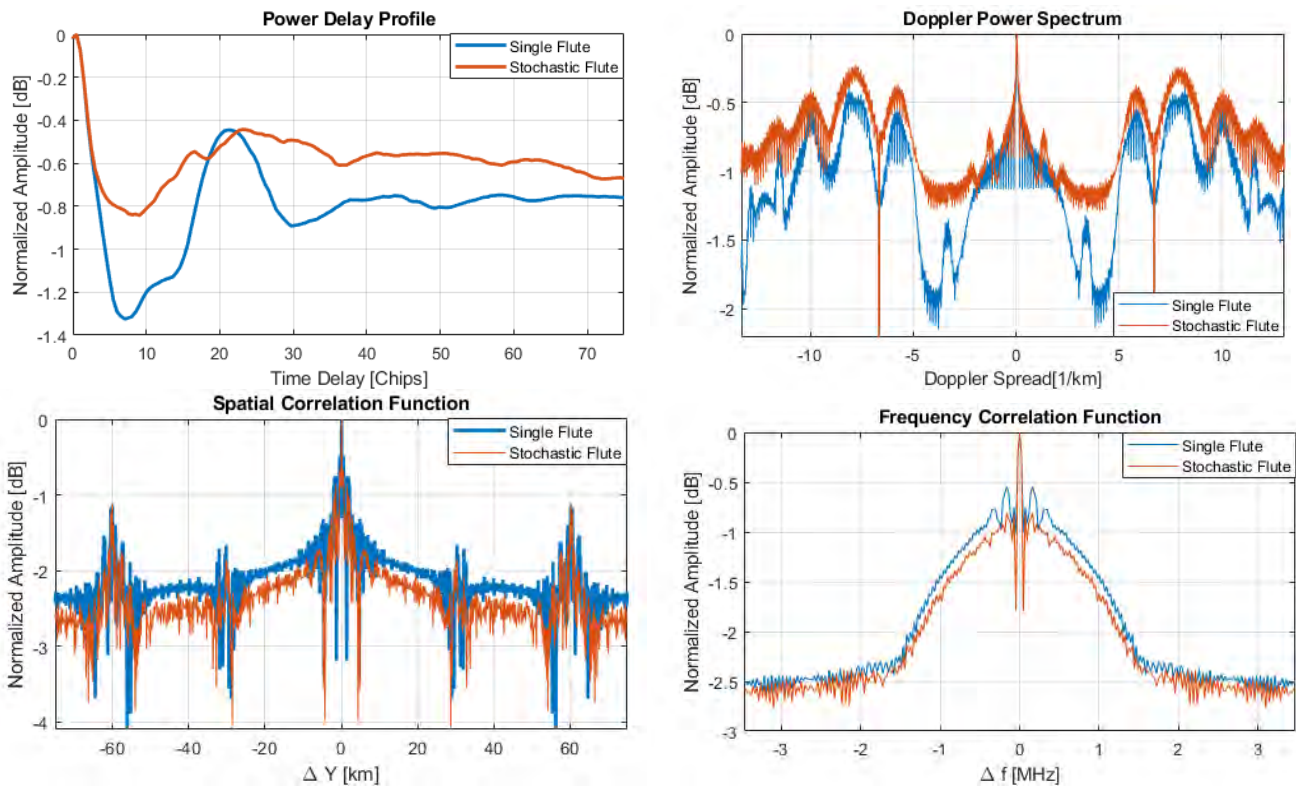 Power Delay Profile
0
-0.2
-0.4
-0.6
-0.8
-1
-1.2
-1.4
Normalized Amplitude [dB]
Single Flute
Stochastic Flute
0 10 20 30 40 50 60 70
Time Delay [Chips]
Doppler Power Spectrum
0
-0.5
-1
-1.5
-2
Normalized Amplitude [dB]
Single Flute
Stochastic Flute
-10 -5 0 5 10
Doppler Spread[1/km]
Spatial Correlation Function
0
-1
-2
-3
-4
Normalized Amplitude [dB]
Single Flute
Stochastic Flute
-60 -40 -20 0 20 40 60
Δ Y [km]
Frequency Correlation Function
0
-0.5
-1
-1.5
-2
-2.5
-3
Normalized Amplitude [dB]
Single Flute
Stochastic Flute
-3 -2 -1 0 1 2 3
Δ f [MHz]